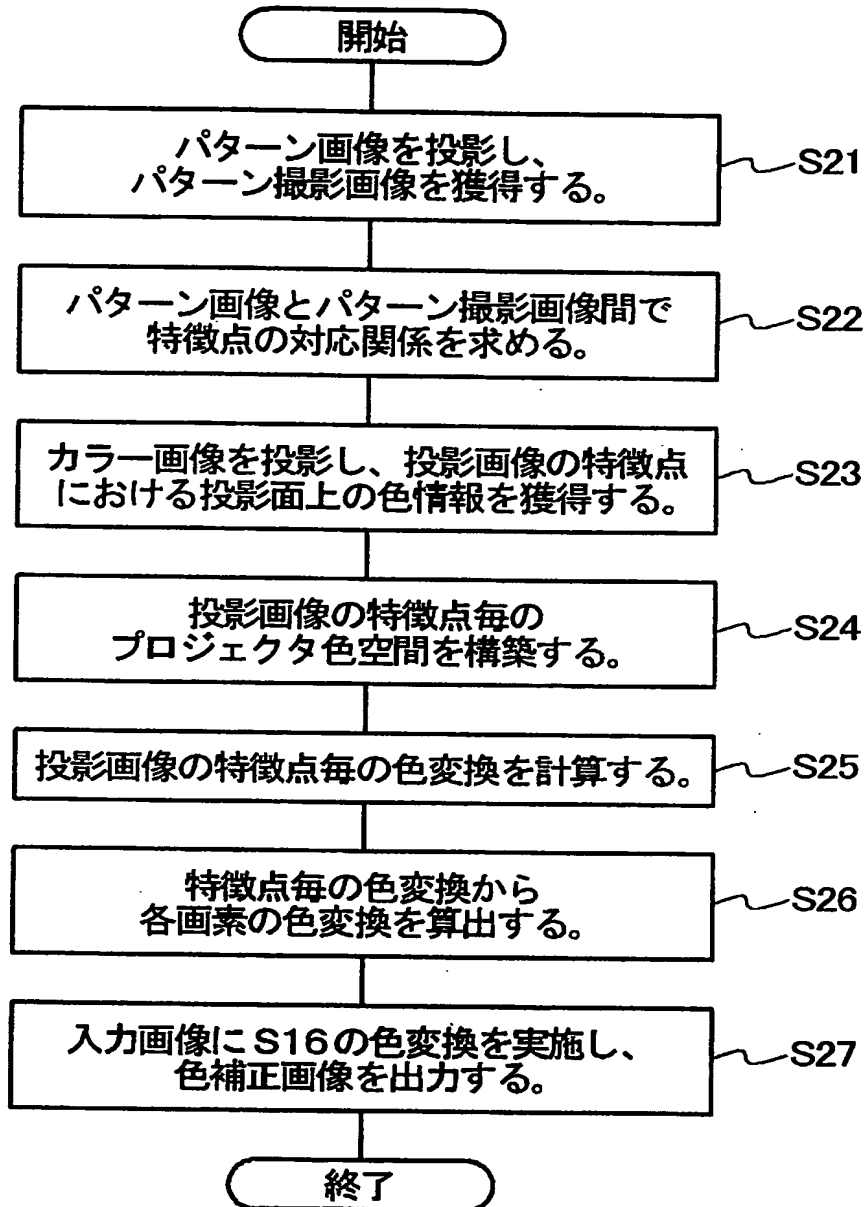 開始
パターン画像を投影し、
パターン撮影画像を獲得する。
S21
パターン画像とパターン撮影画像間で
特徴点の対応関係を求める。
S22
カラー画像を投影し、投影画像の特徴点
における投影面上の色情報を獲得する。
S23
投影画像の特徴点毎の
プロジェクタ色空間を構築する。
S24
投影画像の特徴点毎の色変換を計算する。
S25
特徴点毎の色変換から
各画素の色変換を算出する。
S26
入力画像にS16の色変換を実施し、
色補正画像を出力する。
S27
終了